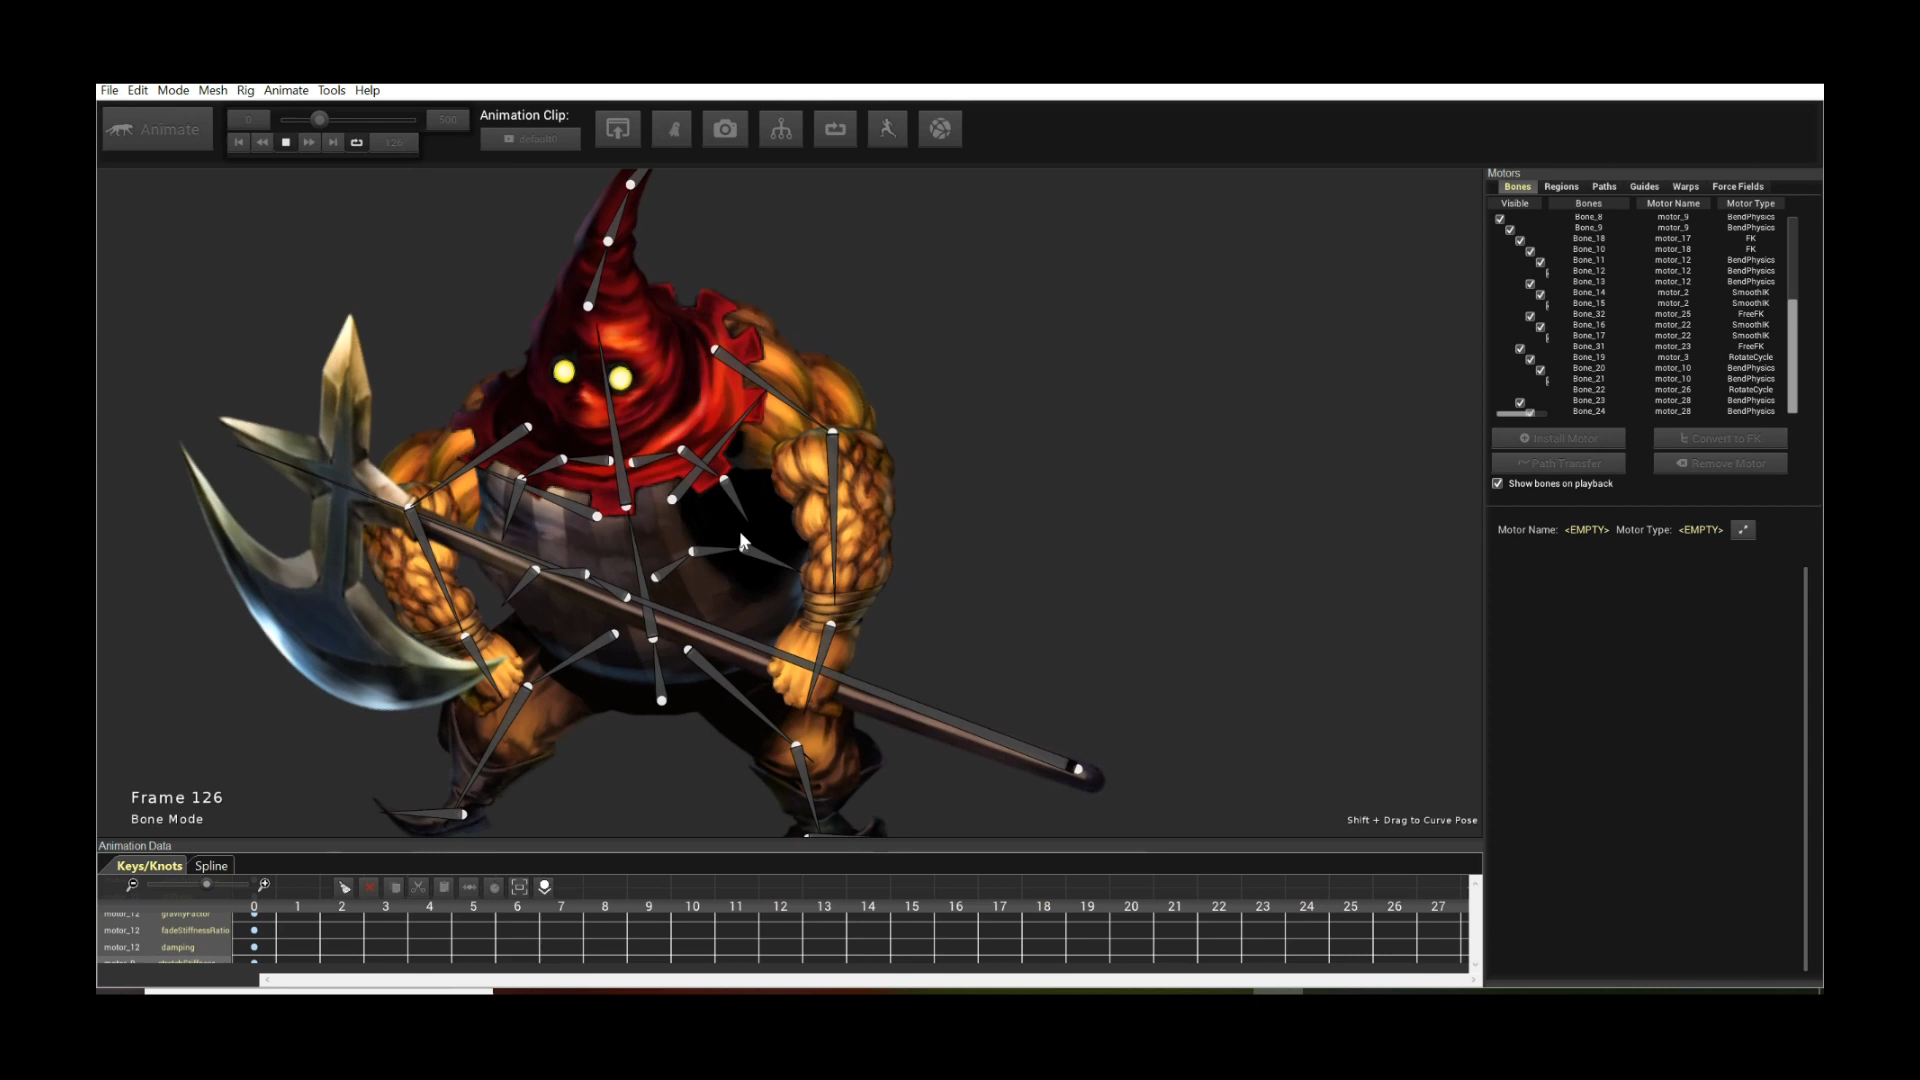 File Edit Mode Mesh Rig Animate Tools Help
Animate
0 500
126
Animation Clip:
default0
Motors
Bones Regions Paths Guides Warps Force Fields
Visible Bones Motor Name Motor Type
Bone_8 motor_9 BendPhysics
Bone_9 motor_9 BendPhysics
Bone_18 motor_17 FK
Bone_10 motor_18 FK
Bone_11 motor_12 BendPhysics
Bone_12 motor_12 BendPhysics
Bone_13 motor_12 BendPhysics
Bone_14 motor_2 SmoothIK
Bone_15 motor_2 SmoothIK
Bone_32 motor_25 FreeFK
Bone_16 motor_22 SmoothIK
Bone_17 motor_22 SmoothIK
Bone_31 motor_23 FreeFK
Bone_19 motor_3 RotateCycle
Bone_20 motor_10 BendPhysics
Bone_21 motor_10 BendPhysics
Bone_22 motor_26 RotateCycle
Bone_23 motor_28 BendPhysics
Bone_24 motor_28 BendPhysics
Install Motor Convert to FK
Path Transfer Remove Motor
Show bones on playback
Motor Name: <EMPTY> Motor Type: <EMPTY>
Frame 126
Bone Mode
Shift + Drag to Curve Pose
Animation Data
Keys/Knots Spline
0 1 2 3 4 5 6 7 8 9 10 11 12 13 14 15 16 17 18 19 20 21 22 23 24 25 26 27
motor_12 gravityFactor
motor_12 fadeStiffnessRatio
motor_12 damping